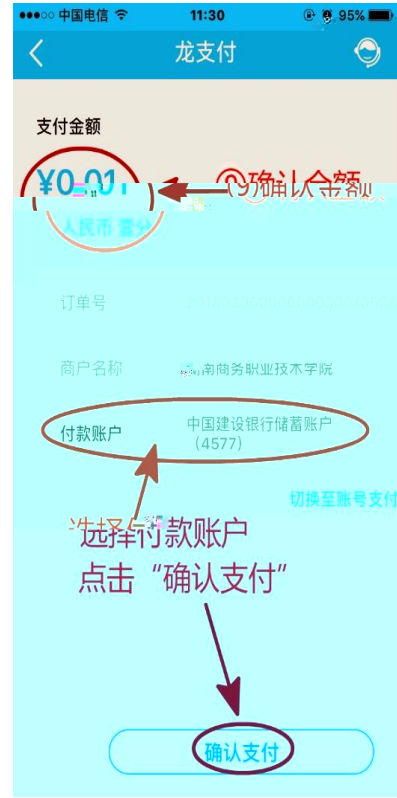 中国电信 11:30 95%
龙支付
支付金额
¥0.01
确认金额
人民币 壹分
订单号
商户名称 南商务职业技术学院
付款账户 中国建设银行储蓄账户
（4577）
切换至账号支付
选择付款账户
点击“确认支付”
确认支付